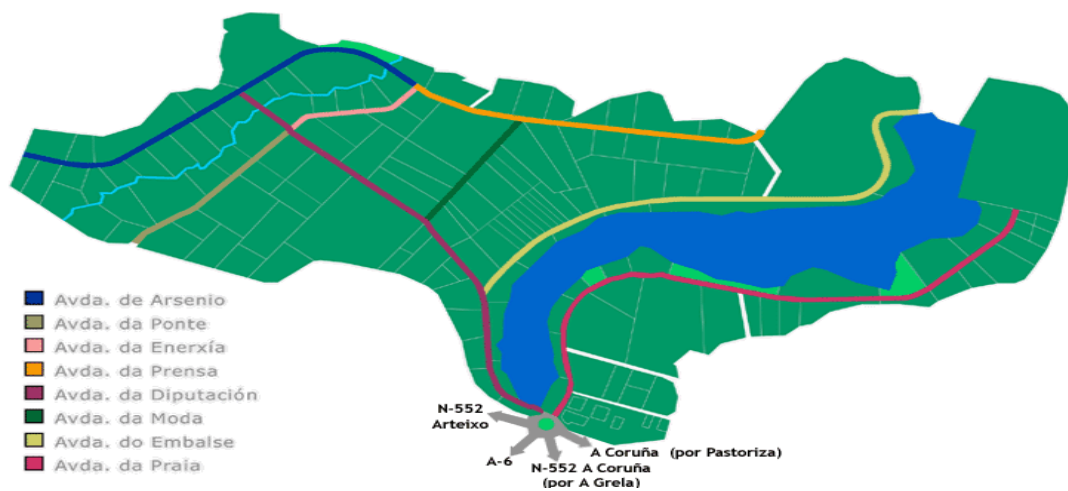 Avda. de Arsenio
Avda. da Ponte
Avda. da Enerxía
Avda. da Prensa
Avda. da Diputación
Avda. da Moda
Avda. do Embalse
Avda. da Praia
N-552
Arteixo
A-6
N-552 A Coruña
(por A Grela)
A Coruña (por Pastoriza)